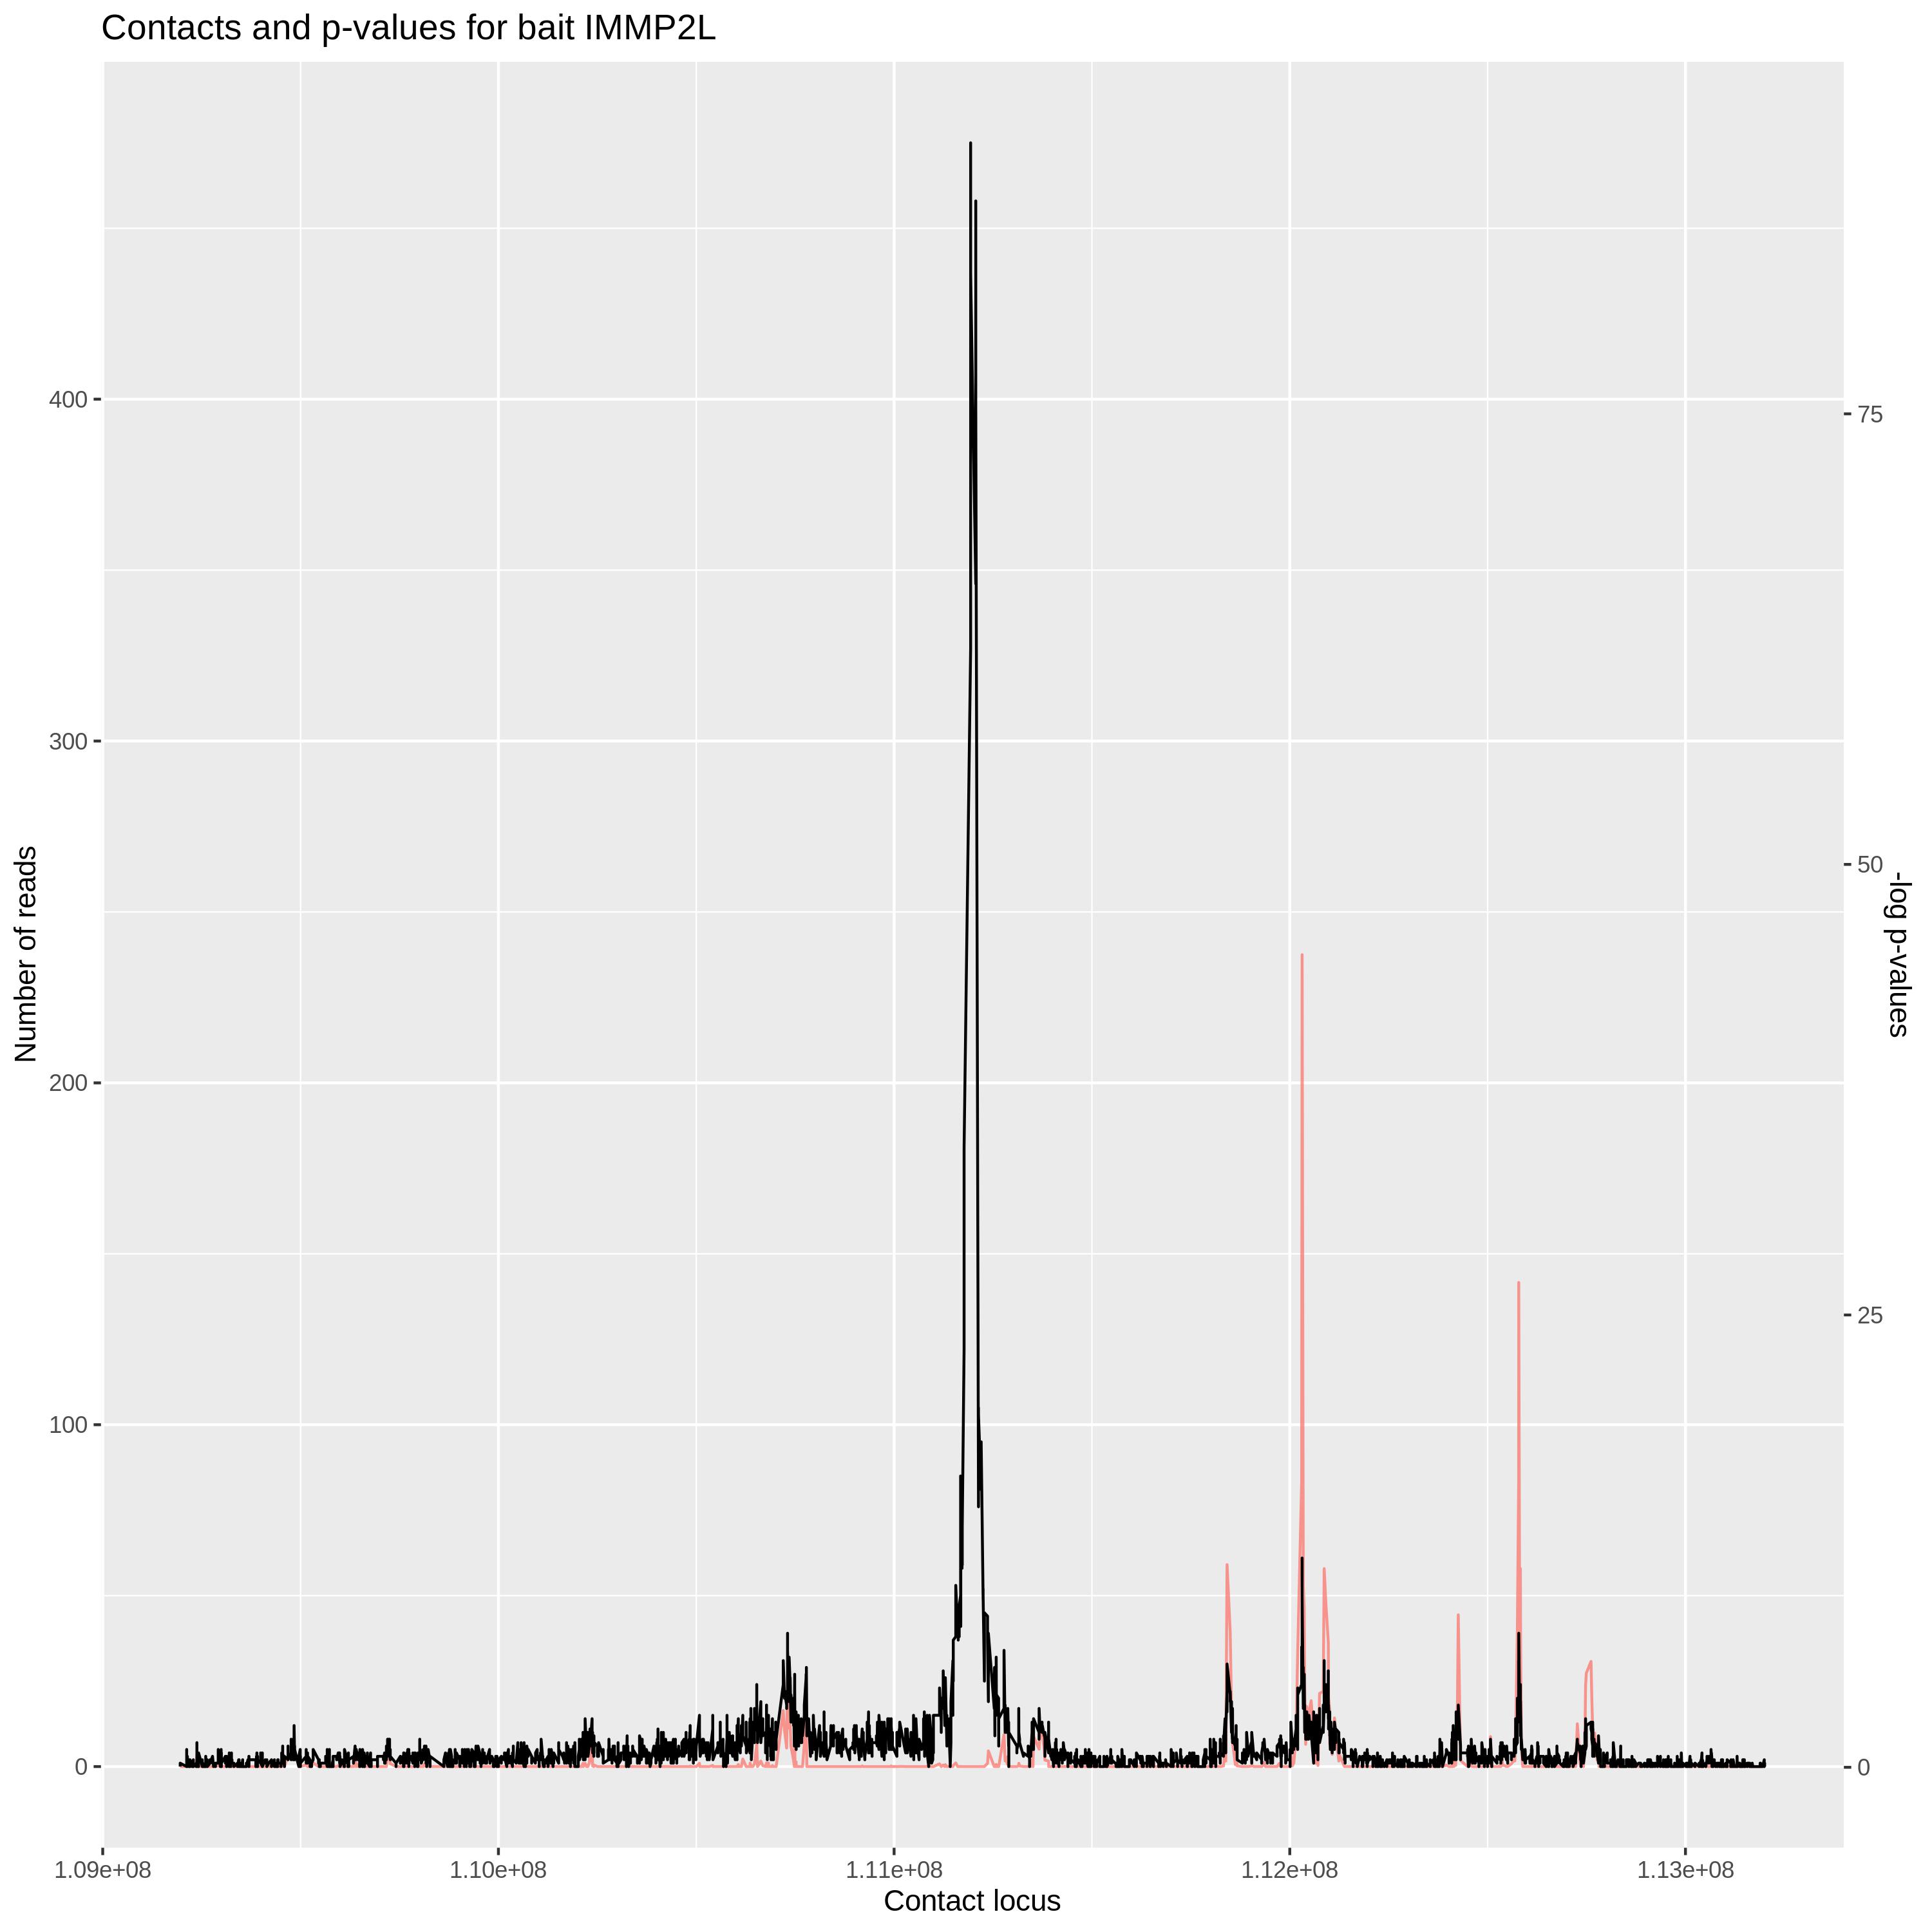 Contacts and p-values for bait IMMP2L
400
300
200
100
0
Number of reads
75
50
25
0
-log p-values
1.09e+08
1.10e+08
1.11e+08
1.12e+08
1.13e+08
Contact locus